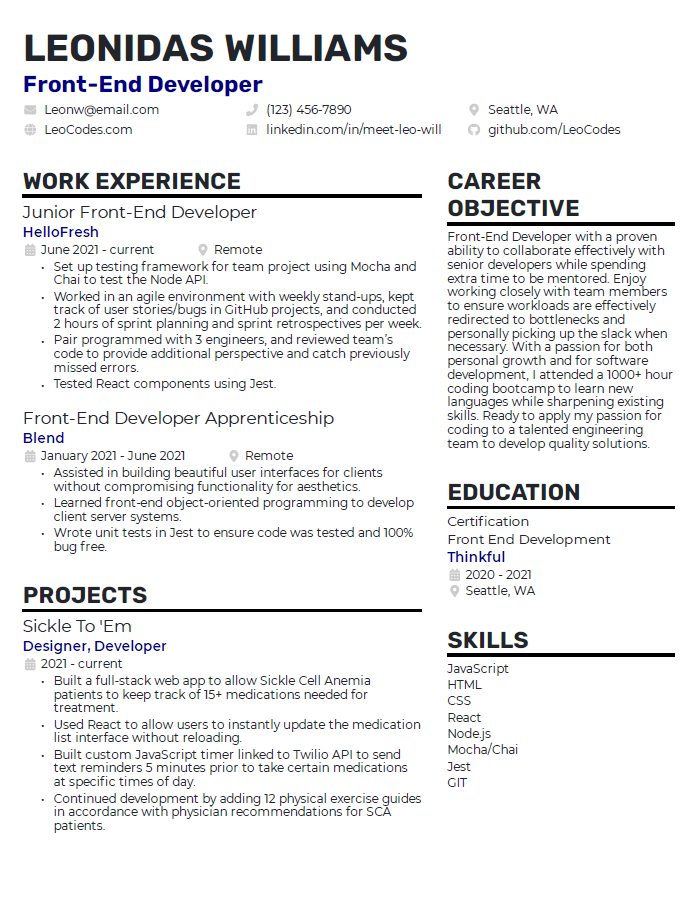 LEONIDAS WILLIAMS
Front-End Developer
Leonw@email.com
(123) 456-7890
Seattle, WA
LeoCodes.com
linkedin.com/in/meet-leo-will
github.com/LeoCodes
WORK EXPERIENCE
Junior Front-End Developer
HelloFresh
June 2021 - current
Remote
• Set up testing framework for team project using Mocha and
Chai to test the Node API.
• Worked in an agile environment with weekly stand-ups, kept
track of user stories/bugs in GitHub projects, and conducted
2 hours of sprint planning and sprint retrospectives per week.
• Pair programmed with 3 engineers, and reviewed team's
code to provide additional perspective and catch previously
missed errors.
• Tested React components using Jest.
Front-End Developer Apprenticeship
Blend
January 2021 - June 2021
Remote
• Assisted in building beautiful user interfaces for clients
without compromising functionality for aesthetics.
• Learned front-end object-oriented programming to develop
client server systems.
• Wrote unit tests in Jest to ensure code was tested and 100%
bug free.
PROJECTS
Sickle To 'Em
Designer, Developer
2021 - current
• Built a full-stack web app to allow Sickle Cell Anemia
patients to keep track of 15+ medications needed for
treatment.
• Used React to allow users to instantly update the medication
list interface without reloading.
• Built custom JavaScript timer linked to Twilio API to send
text reminders 5 minutes prior to take certain medications
at specific times of day.
• Continued development by adding 12 physical exercise guides
in accordance with physician recommendations for SCA
patients.
CAREER
OBJECTIVE
Front-End Developer with a proven
ability to collaborate effectively with
senior developers while spending
extra time to be mentored. Enjoy
working closely with team members
to ensure workloads are effectively
redirected to bottlenecks and
personally picking up the slack when
necessary. With a passion for both
personal growth and for software
development, I attended a 1000+ hour
coding bootcamp to learn new
languages while sharpening existing
skills. Ready to apply my passion for
coding to a talented engineering
team to develop quality solutions.
EDUCATION
Certification
Front End Development
Thinkful
2020 - 2021
Seattle, WA
SKILLS
JavaScript
HTML
CSS
React
Node.js
Mocha/Chai
Jest
GIT